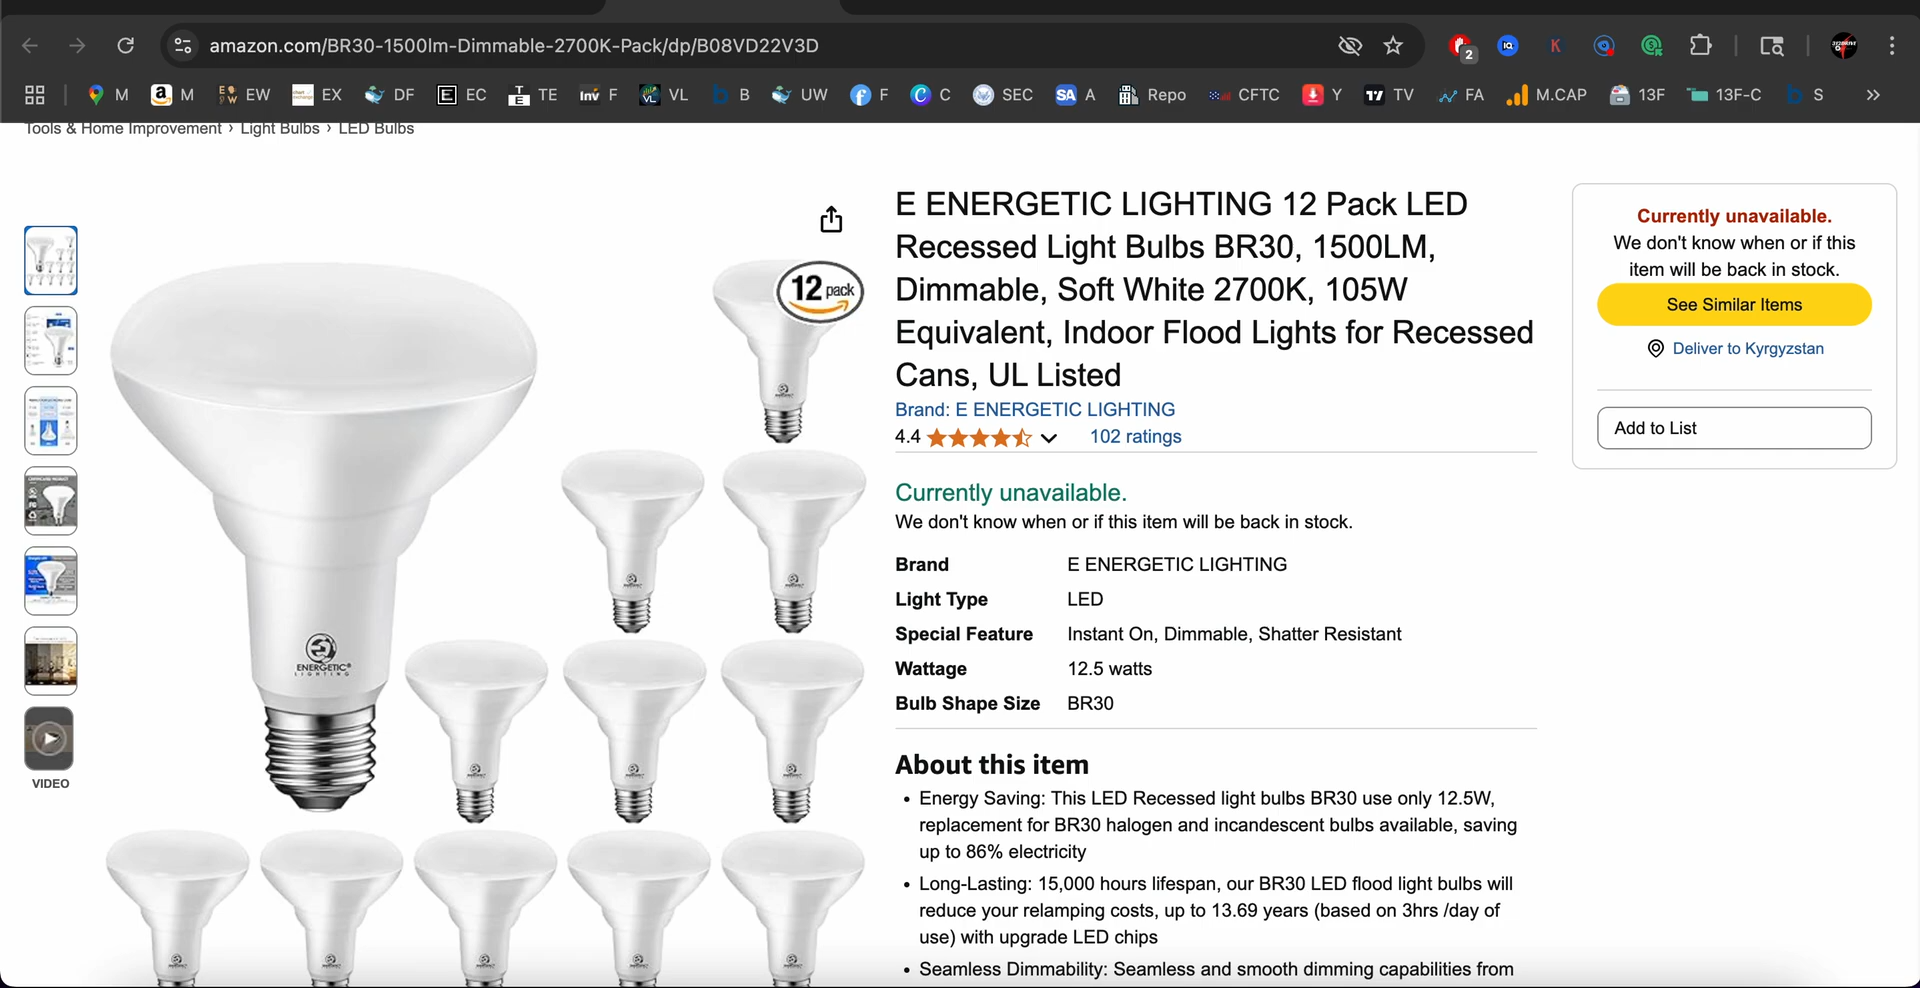 amazon.com/BR30-1500lm-Dimmable-2700K-Pack/dp/B08VD22V3D
2
IQ
K
M
a M
EW
EX
DF
E EC
TE TE
Inv F
VL VL
b B
UW
f F
C C
SEC
SA A
Repo
CFTC
Y
TV TV
FA
M.CAP
13F
13F-C
b S
Tools & Home Improvement › Light Bulbs › LED Bulbs
12 pack
ENERGETIC®
LIGHTING
VIDEO
E ENERGETIC LIGHTING 12 Pack LED
Recessed Light Bulbs BR30, 1500LM,
Dimmable, Soft White 2700K, 105W
Equivalent, Indoor Flood Lights for Recessed
Cans, UL Listed
Brand: E ENERGETIC LIGHTING
4.4
102 ratings
Currently unavailable.
We don't know when or if this item will be back in stock.
Brand E ENERGETIC LIGHTING
Light Type LED
Special Feature Instant On, Dimmable, Shatter Resistant
Wattage 12.5 watts
Bulb Shape Size BR30
About this item
• Energy Saving: This LED Recessed light bulbs BR30 use only 12.5W,
replacement for BR30 halogen and incandescent bulbs available, saving
up to 86% electricity
• Long-Lasting: 15,000 hours lifespan, our BR30 LED flood light bulbs will
reduce your relamping costs, up to 13.69 years (based on 3hrs /day of
use) with upgrade LED chips
• Seamless Dimmability: Seamless and smooth dimming capabilities from
Currently unavailable.
We don't know when or if this
item will be back in stock.
See Similar Items
Deliver to Kyrgyzstan
Add to List